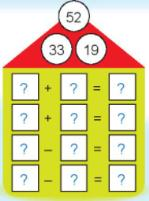 52
33 19
? + ? = ?
? + ? = ?
? − ? = ?
? − ? = ?